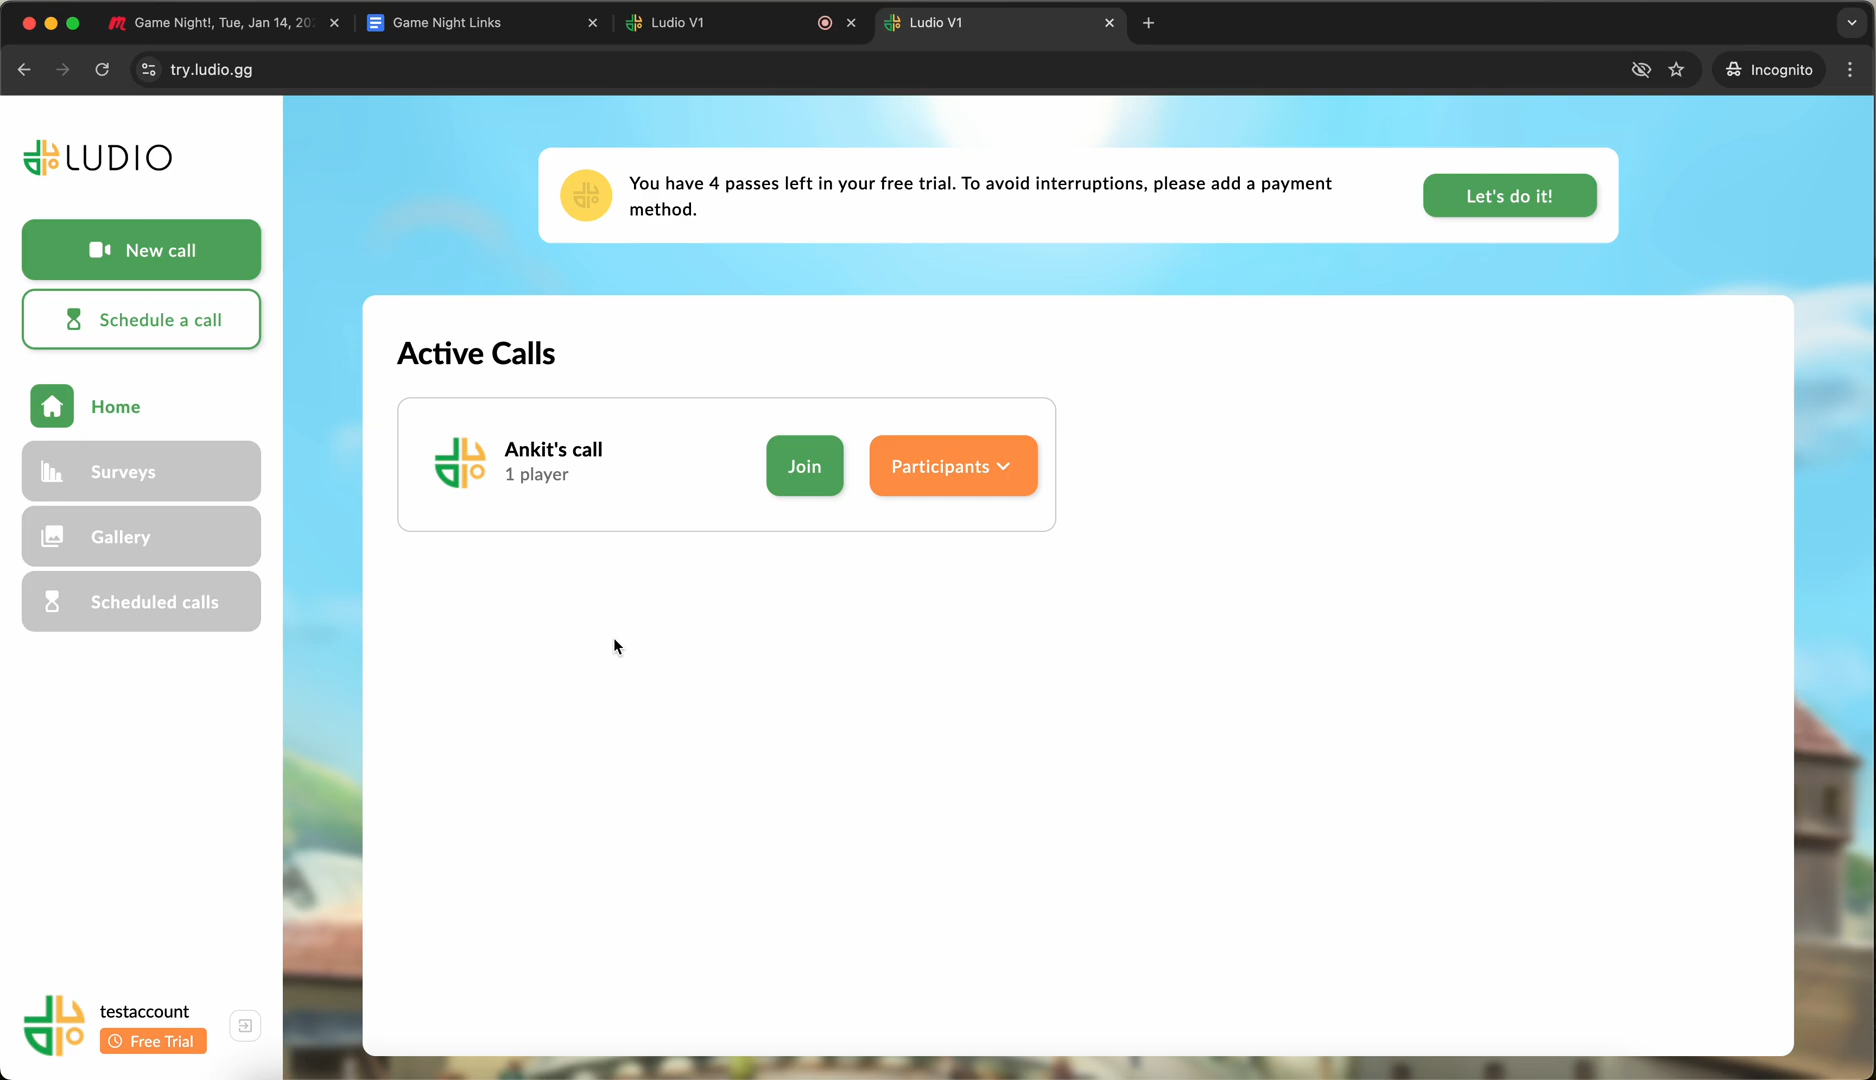 Game Night!, Tue, Jan 14, 20
Game Night Links
Ludio V1
Ludio V1
try.ludio.gg
Incognito
LUDIO
You have 4 passes left in your free trial. To avoid interruptions, please add a payment
method.
Let's do it!
New call
Schedule a call
Home
Surveys
Gallery
Scheduled calls
Active Calls
Ankit's call
1 player
Join
Participants
testaccount
Free Trial